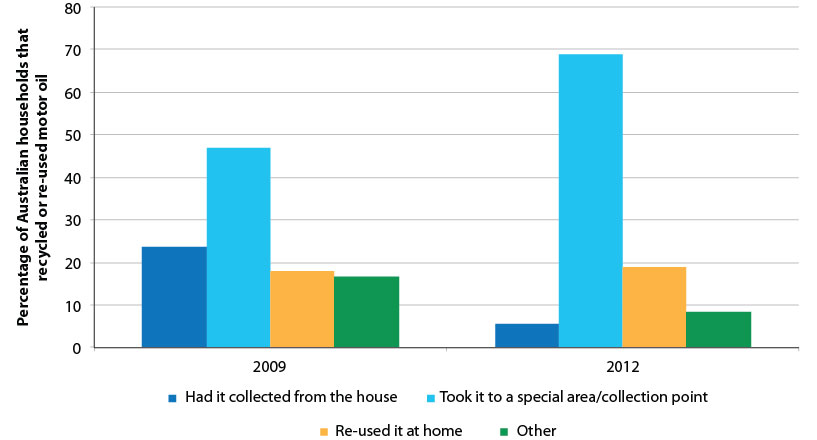 Percentage of Australian households that
recycled or re-used motor oil
80
70
60
50
40
30
20
10
0
2009
2012
Had it collected from the house
Took it to a special area/collection point
Re-used it at home
Other